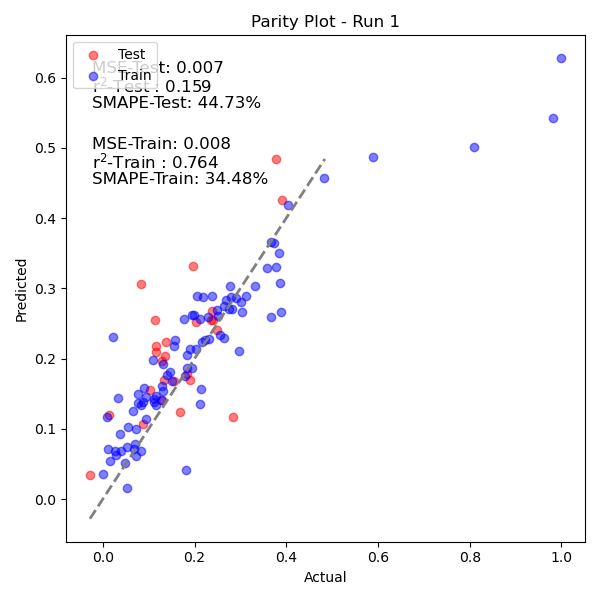 Parity Plot - Run 1
Test
Train
MSE-Test: 0.007
r²-Test : 0.159
SMAPE-Test: 44.73%
MSE-Train: 0.008
r²-Train : 0.764
SMAPE-Train: 34.48%
Predicted
0.6
0.5
0.4
0.3
0.2
0.1
0.0
0.0 0.2 0.4 0.6 0.8 1.0
Actual